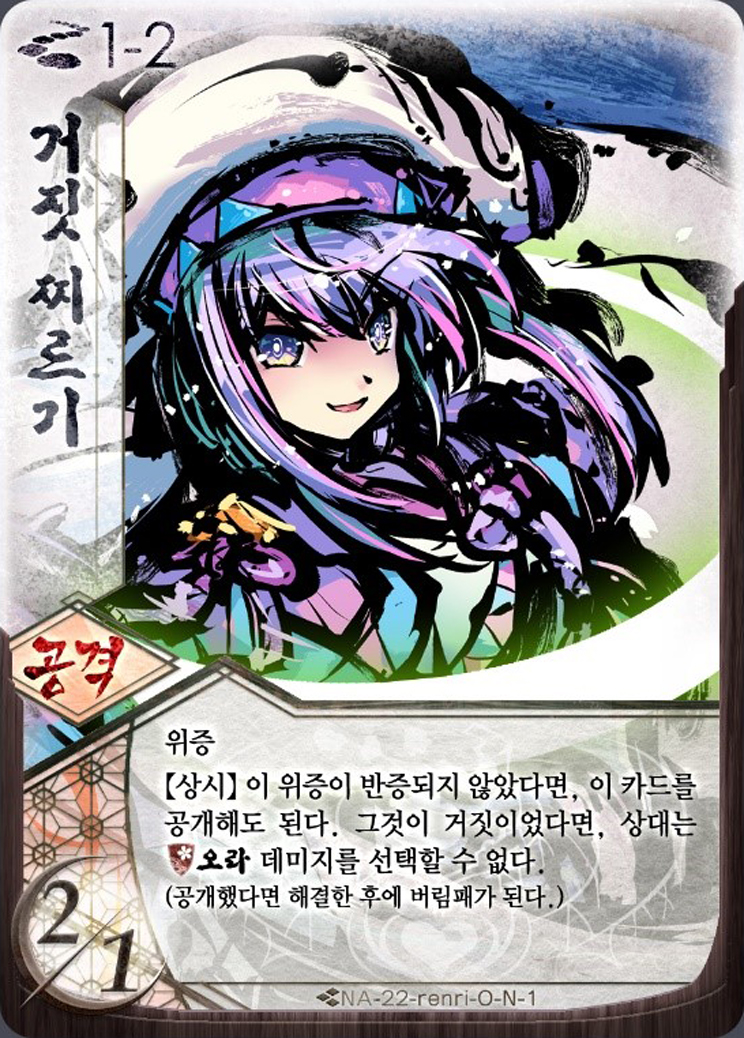 1-2
거짓 찌르기
공격
위증
【상시】 이 위증이 반증되지 않았다면, 이 카드를
공개해도 된다. 그것이 거짓이었다면, 상대는
오라 데미지를 선택할 수 없다.
(공개했다면 해결한 후에 버림패가 된다.)
2/1
NA-22-renri-O-N-1